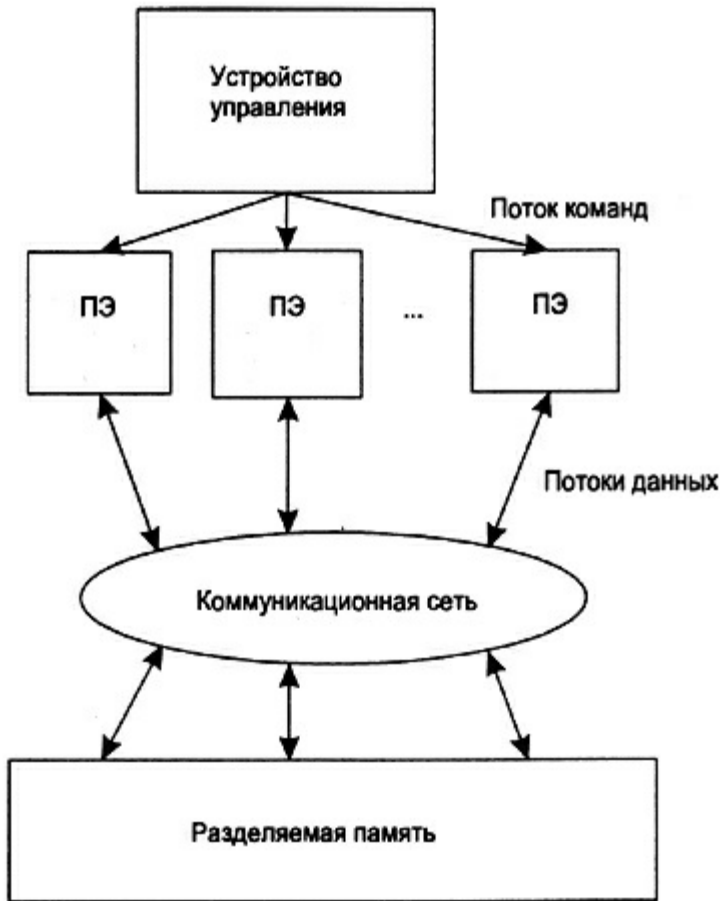 Устройство
управления
Поток команд
ПЭ
ПЭ
...
ПЭ
Потоки данных
Коммуникационная сеть
Разделяемая память